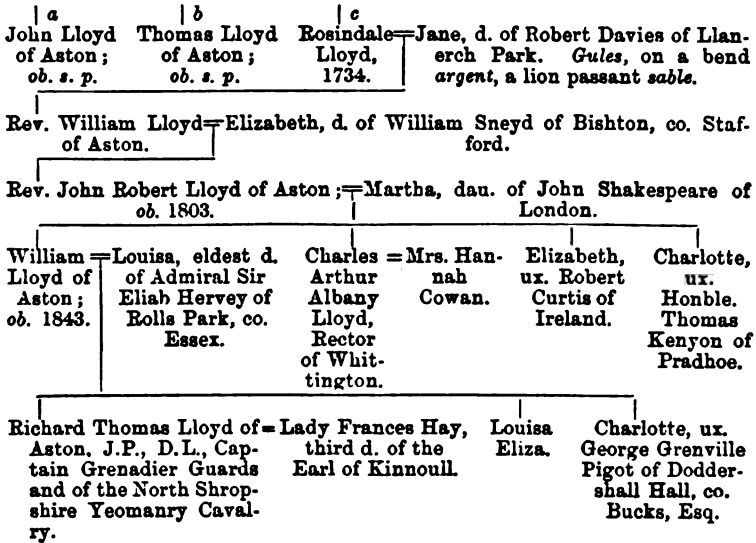 a
John Lloyd
of Aston;
ob. s. p.
b
Thomas Lloyd
of Aston;
ob. s. p.
c
Rosindale
Lloyd,
1734.
Jane, d. of Robert Davies of Llan-
erch Park. Gules, on a bend
argent, a lion passant sable.
Rev. William Lloyd
of Aston.
Elizabeth, d. of William Sneyd of Bishton, co. Staf-
ford.
Rev. John Robert Lloyd of Aston;
ob. 1803.
Martha, dau. of John Shakespeare of
London.
William
Lloyd of
Aston;
ob. 1843.
=
Louisa, eldest d.
of Admiral Sir
Eliab Hervey of
Rolls Park, co.
Essex.
Charles
Arthur
Albany
Lloyd,
Rector
of Whit-
tington.
=
Mrs. Han-
nah
Cowan.
Elizabeth,
ux. Robert
Curtis of
Ireland.
Charlotte,
ux.
Honble.
Thomas
Kenyon of
Pradhoe.
Richard Thomas Lloyd of
Aston, J.P., D.L., Cap-
tain Grenadier Guards
and of the North Shrop-
shire Yeomanry Caval-
ry.
=
Lady Frances Hay,
third d. of the
Earl of Kinnoull.
Louisa
Eliza.
Charlotte, ux.
George Grenville
Pigot of Dodder-
shall Hall, co.
Bucks, Esq.